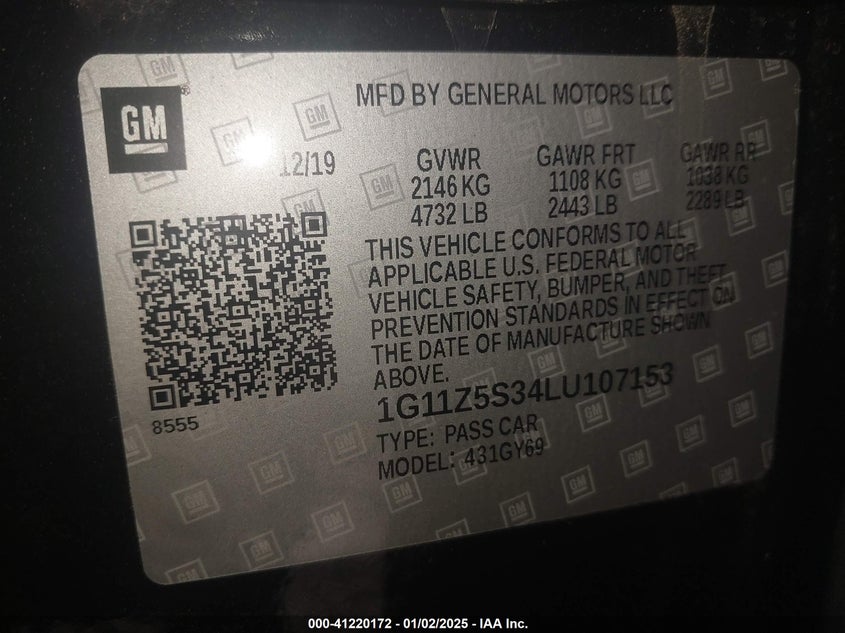 GM
MFD BY GENERAL MOTORS LLC
12/19
GVWR GAWR FRT GAWR RR
2146 KG 1108 KG 1038 KG
4732 LB 2443 LB 2289 LB
THIS VEHICLE CONFORMS TO ALL
APPLICABLE U.S. FEDERAL MOTOR
VEHICLE SAFETY, BUMPER, AND THEFT
PREVENTION STANDARDS IN EFFECT ON
THE DATE OF MANUFACTURE SHOWN
ABOVE.
8555
1G11Z5S34LU107153
TYPE: PASS CAR
MODEL: 431GY69
000-41220172 — 01/02/2025 — IAA Inc.